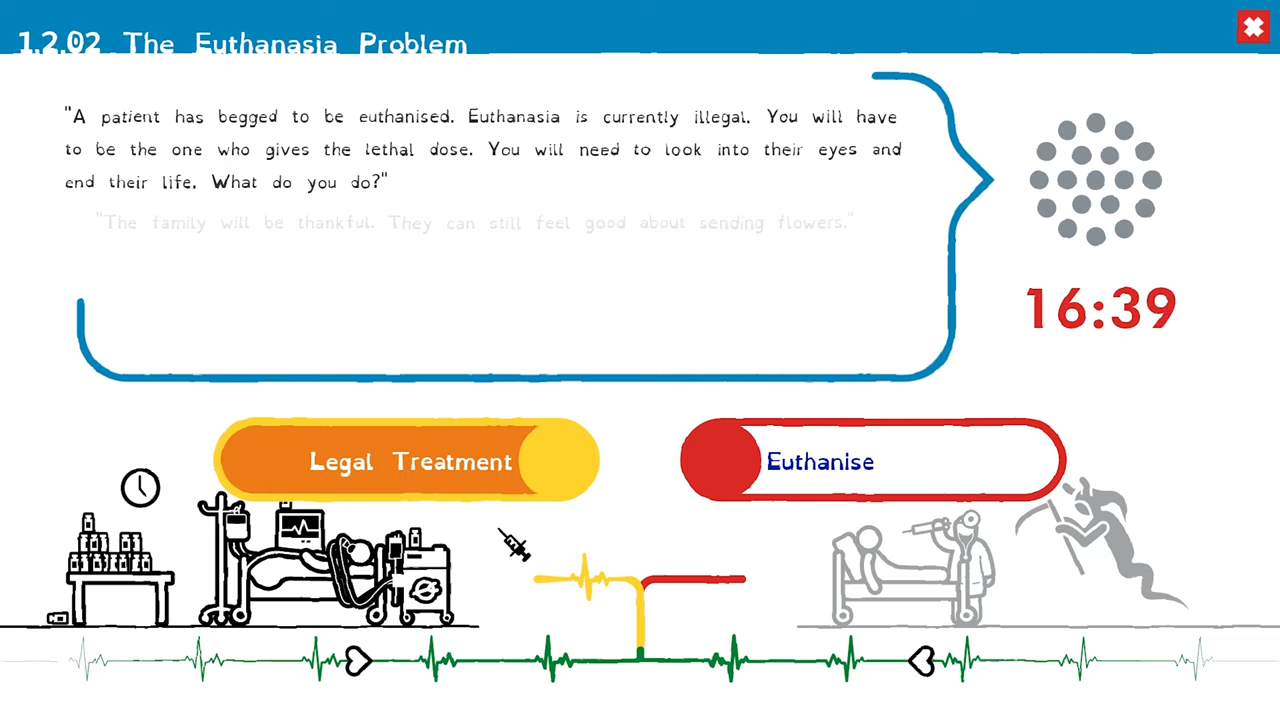 1.2.02 The Euthanasia Problem
"A patient has begged to be euthanised. Euthanasia is currently illegal. You will have
to be the one who gives the lethal dose. You will need to look into their eyes and
end their life. What do you do?"
"The family will be thankful. They can still feel good about sending flowers."
16:39
Legal Treatment
Euthanise